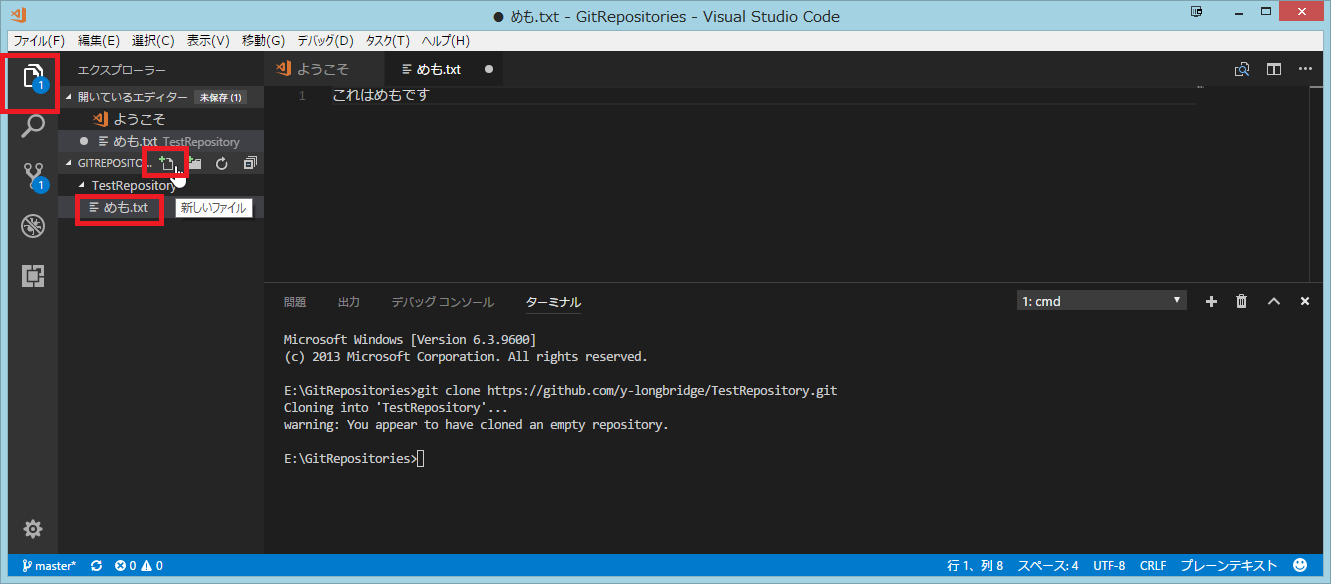 ● めも.txt - GitRepositories - Visual Studio Code
ファイル(F) 編集(E) 選択(C) 表示(V) 移動(G) デバッグ(D) タスク(T) ヘルプ(H)
1
エクスプローラー
開いているエディター 未保存 (1)
ようこそ
● めも.txt TestRepository
GITREPOSITO...
TestRepository
めも.txt
新しいファイル
1
ようこそ めも.txt ●
1 これはめもです
問題 出力 デバッグ コンソール ターミナル 1: cmd
Microsoft Windows [Version 6.3.9600]
(c) 2013 Microsoft Corporation. All rights reserved.
E:\GitRepositories>git clone https://github.com/y-longbridge/TestRepository.git
Cloning into 'TestRepository'...
warning: You appear to have cloned an empty repository.
E:\GitRepositories>
master* 0 0 行 1、列 8 スペース: 4 UTF-8 CRLF プレーンテキスト